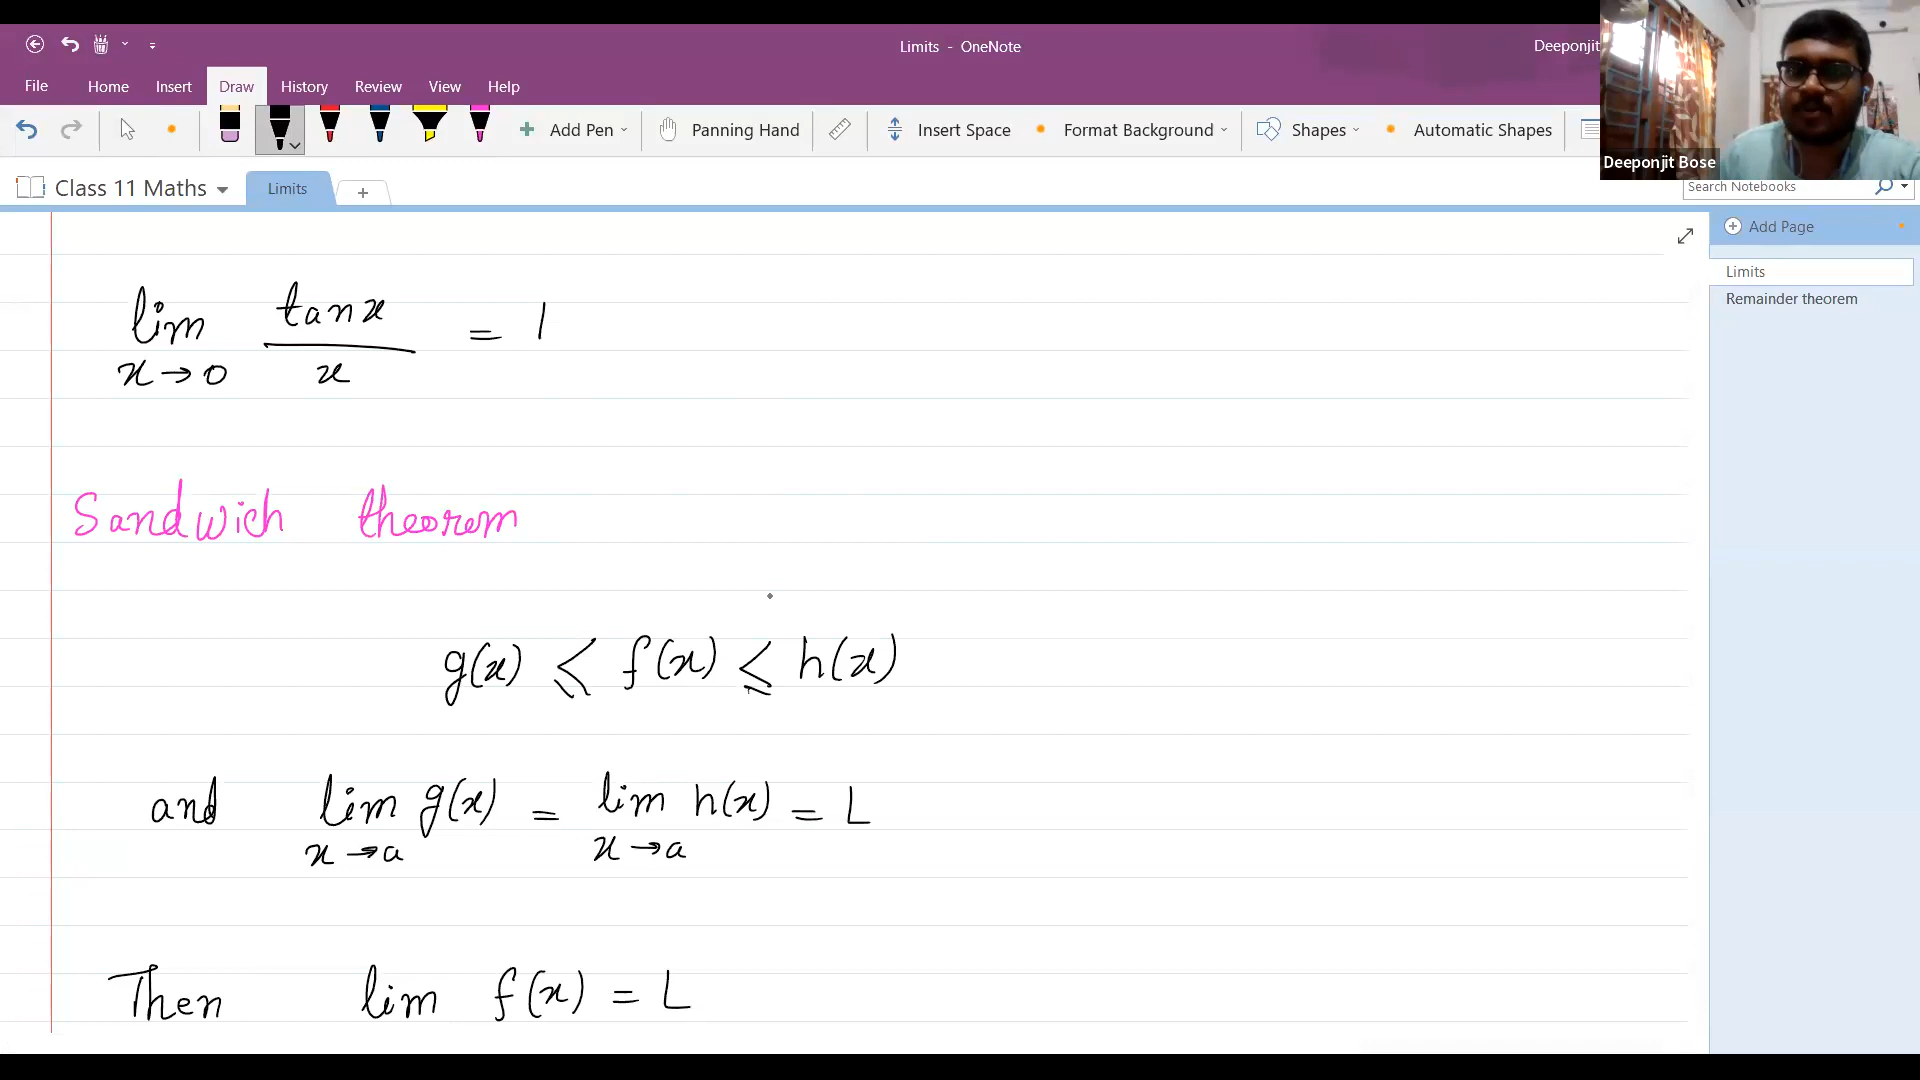 Limits - OneNote
Deeponjit
File Home Insert Draw History Review View Help
Add Pen Panning Hand Insert Space Format Background Shapes Automatic Shapes
Deeponjit Bose
Class 11 Maths Limits +
Search Notebooks
Add Page
Limits
Remainder theorem
lim x→0 tanx/x = 1
Sandwich theorem
g(x) ≤ f(x) ≤ h(x)
and lim x→a g(x) = lim x→a h(x) = L
Then lim f(x) = L